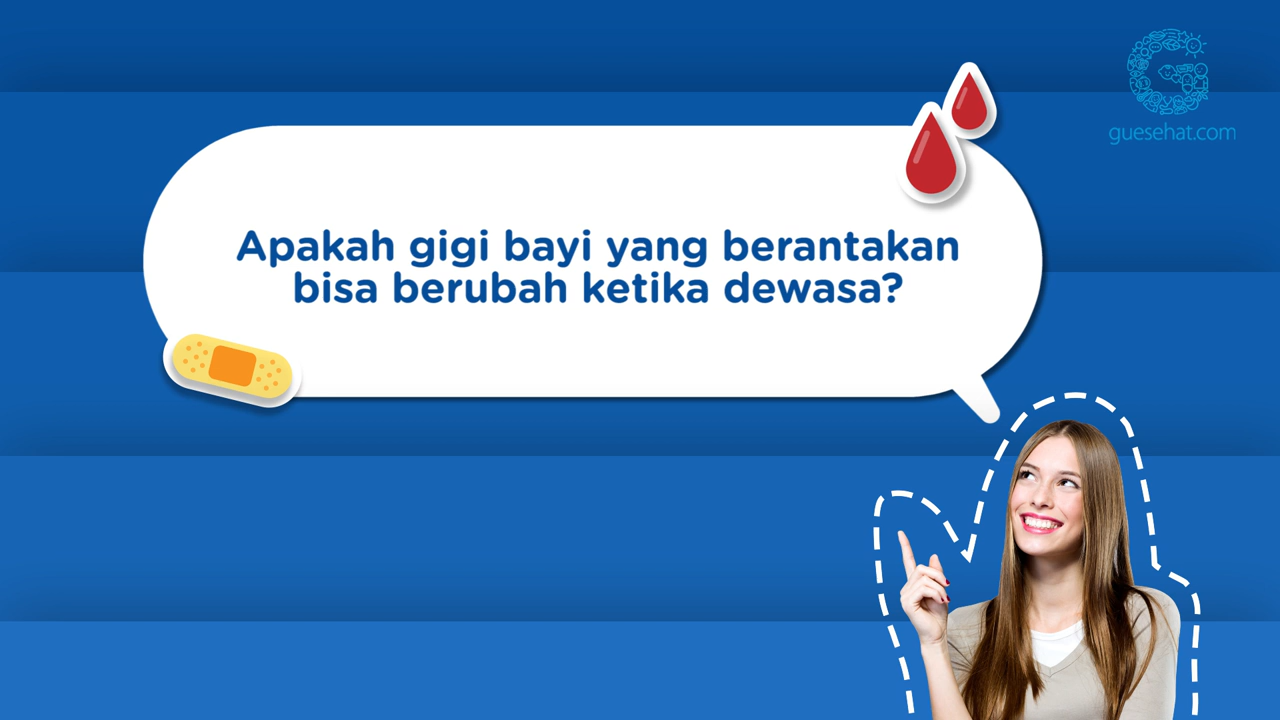 guesehat.com
Apakah gigi bayi yang berantakan
bisa berubah ketika dewasa?